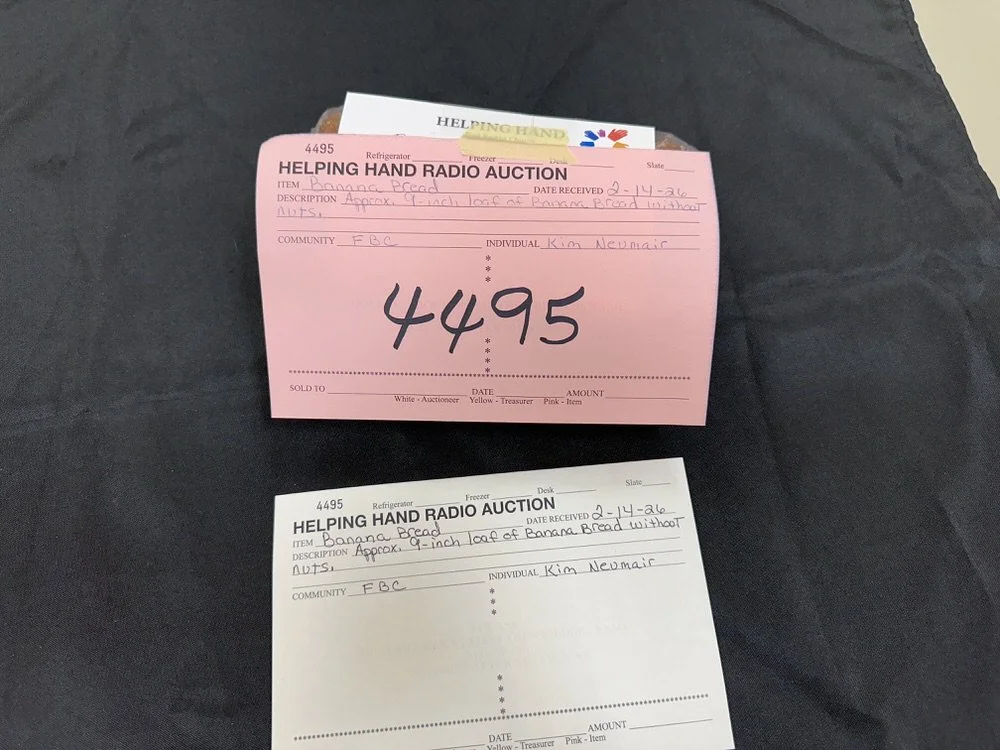 HELPING HAND
4495 Refrigerator Freezer Desk Slate
HELPING HAND RADIO AUCTION
ITEM Banana Bread DATE RECEIVED 2-14-26
DESCRIPTION Approx. 9-inch loaf of Banana Bread without
nuts.
COMMUNITY FBC INDIVIDUAL Kim Neumair
4495
SOLD TO DATE AMOUNT
White - Auctioneer Yellow - Treasurer Pink - Item
4495 Refrigerator Freezer Desk Slate
HELPING HAND RADIO AUCTION
ITEM Banana Bread DATE RECEIVED 2-14-26
DESCRIPTION Approx. 9-inch loaf of Banana Bread without
nuts.
COMMUNITY FBC INDIVIDUAL Kim Neumair
DATE AMOUNT
Yellow - Treasurer Pink - Item